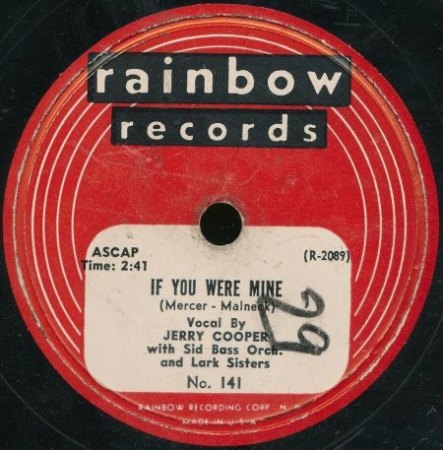 rainbow
records
ASCAP
Time: 2:41
(R-2089)
IF YOU WERE MINE
(Mercer - Malneck)
Vocal By
JERRY COOPER
with Sid Bass Orch.
and Lark Sisters
No. 141
29
RAINBOW RECORDING CORP. N. Y.
MADE IN U. S. A.